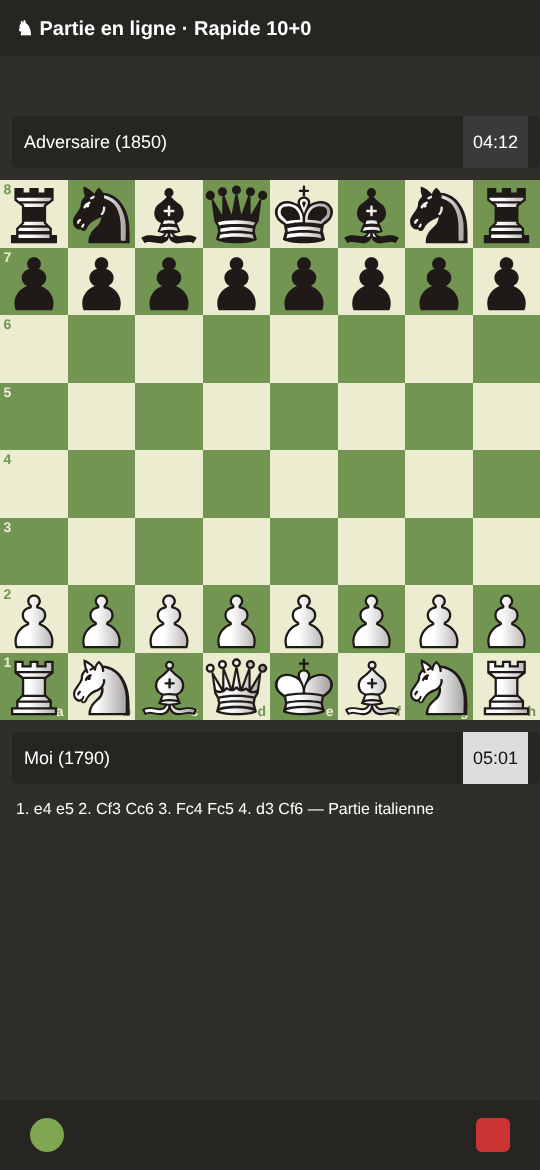 ♞ Partie en ligne · Rapide 10+0
Adversaire (1850) 04:12
8
7
6
5
4
3
2
1
a d e f g h
Moi (1790) 05:01
1. e4 e5 2. Cf3 Cc6 3. Fc4 Fc5 4. d3 Cf6 — Partie italienne